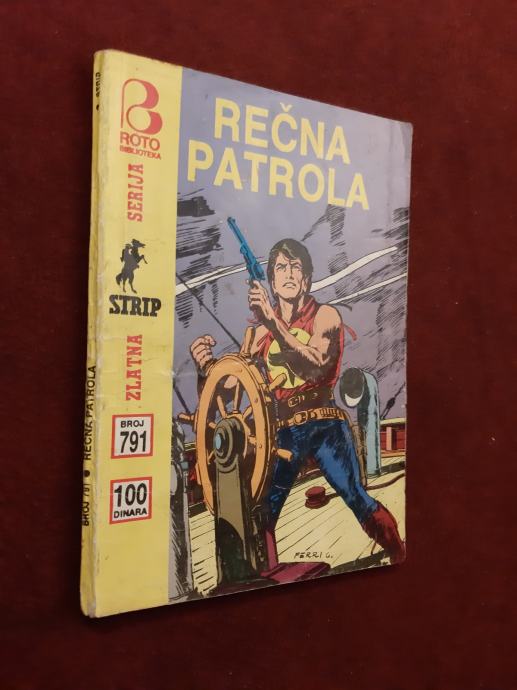 REČNA
PATROLA
ROTO
BIBLIOTEKA
ZLATNA SERIJA
STRIP
BROJ
791
100
DINARA
FERRI G.
BROJ 791 • REČNA PATROLA